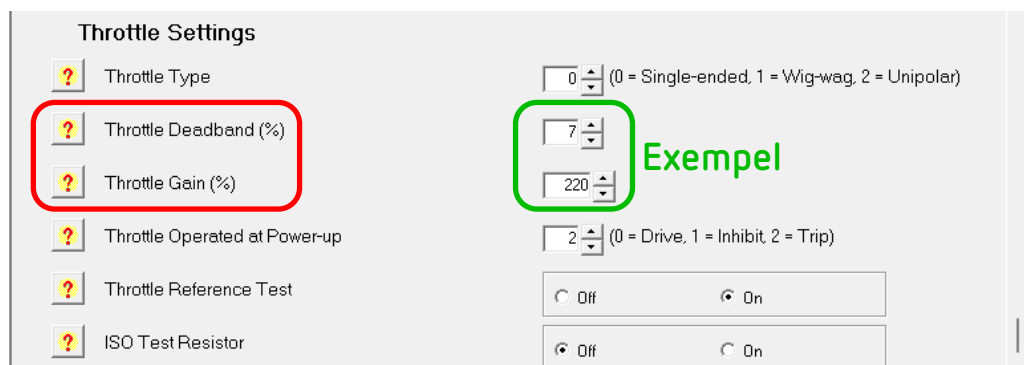 Throttle Settings
? Throttle Type 0 (0 = Single-ended, 1 = Wig-wag, 2 = Unipolar)
? Throttle Deadband (%) 7
Exempel
? Throttle Gain (%) 220
? Throttle Operated at Power-up 2 (0 = Drive, 1 = Inhibit, 2 = Trip)
? Throttle Reference Test Off On
? ISO Test Resistor Off On